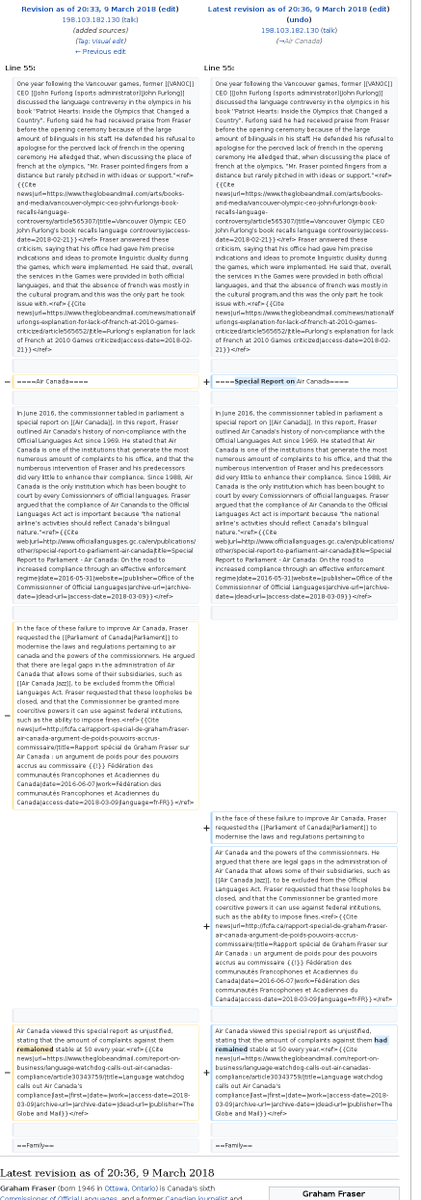 Revision as of 20:33, 9 March 2018 (edit)
198.103.182.130 (talk)
(added sources)
(Tag: Visual edit)
← Previous edit
Latest revision as of 20:36, 9 March 2018 (edit)
(undo)
198.103.182.130 (talk)
(→Air Canada)
Line 55:
One year following the Vancouver games, former [[VANOC]]
CEO [[John Furlong (sports administrator)|John Furlong]]
discussed the language controversy in the olympics in his
book "Patriot Hearts: Inside the Olympics that Changed a
Country". Furlong said he had received praise from Fraser
before the opening ceremony because of the large
amount of bilinguals in his staff. He defended his refusal to
apologise for the percived lack of french in the opening
ceremony. He alledged that, when discussing the place of
french at the olympics, "Mr. Fraser pointed fingers from a
distance but rarely pitched in with ideas or support."<ref>
{{Cite
news|url=https://www.theglobeandmail.com/arts/books-
and-media/vancouver-olympic-ceo-john-furlongs-book-
recalls-language-
controversy/article565307/|title=Vancouver Olympic CEO
John Furlong's book recalls language controversy|access-
date=2018-02-21}}</ref> Fraser answered these
criticism, saying that his office had gave him precise
indications and ideas to promote linguistic duality during
the games, which were implemented. He said that, overall,
the services in the Games were provided in both official
languages, and that the absence of french was mostly in
the cultural program,and this was the only part he took
issue with.<ref>{{Cite
news|url=https://www.theglobeandmail.com/news/national/f
urlongs-explanation-for-lack-of-french-at-2010-games-
criticized/article565652/|title=Furlong's explanation for lack
of French at 2010 Games criticized|access-date=2018-02-
21}}</ref>
====Air Canada====
In June 2016, the commissioner tabled in parliament a
special report on [[Air Canada]]. In this report, Fraser
outlined Air Canada's history of non-compliance with the
Official Languages Act since 1969. He stated that Air
Canada is one of the institutions that generate the most
numerous amount of complaints to his office, and that the
numberous intervention of Fraser and his predecessors
did very little to enhance their compliance. Since 1988, Air
Canada is the only institution which has been bought to
court by every Comissioners of official languages. Fraser
argued that the compliance of Air Cananda to the Official
Languages Act act is important because "the national
airline's activities should reflect Canada's bilingual
nature."<ref>{{Cite
web|url=http://www.officiallanguages.gc.ca/en/publications/
other/special-report-to-parliament-air-canada|title=Special
Report to Parliament - Air Canada: On the road to
increased compliance through an effective enforcement
regime|date=2016-05-31|website=|publisher=Office of the
Commissioner of Official Languages|archive-url=|archive-
date=|dead-url=|access-date=2018-03-09}}</ref>
In the face of these failure to improve Air Canada, Fraser
requested the [[Parliament of Canada|Parliament]] to
modernise the laws and regulations pertaining to air
canada and the powers of the commissioners. He argued
that there are legal gaps in the administration of Air
Canada that allows some of their subsidiaries, such as
[[Air Canada Jazz]], to be excluded fromm the Official
Languages Act. Fraser requested that these loopholes be
closed, and that the Commissioner be granted more
coercitive powers it can use against federal intitutions,
such as the ability to impose fines.<ref>{{Cite
news|url=http://fcfa.ca/rapport-special-de-graham-fraser-
air-canada-argument-de-poids-pouvoirs-accrus-
commissaire/|title=Rapport spécial de Graham Fraser sur
Air Canada : un argument de poids pour des pouvoirs
accrus au commissaire {{!}} Fédération des
communautés Francophones et Acadiennes du
Canada|date=2016-06-07|work=Fédération des
communautés Francophones et Acadiennes du
Canada|access-date=2018-03-09|language=fr-FR}}</ref>
Air Canada viewed this special report as unjustified,
stating that the amount of complaints against them
remaioned stable at 50 every year.<ref>{{Cite
news|url=https://www.theglobeandmail.com/report-on-
business/language-watchdog-calls-out-air-canadas-
compliance/article30343759/|title=Language watchdog
calls out Air Canada's
compliance|last=|first=|date=|work=|access-date=2018-
03-09|archive-url=|archive-date=|dead-url=|publisher=The
Globe and Mail}}</ref>
==Family==
Line 55:
One year following the Vancouver games, former [[VANOC]]
CEO [[John Furlong (sports administrator)|John Furlong]]
discussed the language controversy in the olympics in his
book "Patriot Hearts: Inside the Olympics that Changed a
Country". Furlong said he had received praise from Fraser
before the opening ceremony because of the large
amount of bilinguals in his staff. He defended his refusal to
apologise for the percived lack of french in the opening
ceremony. He alledged that, when discussing the place of
french at the olympics, "Mr. Fraser pointed fingers from a
distance but rarely pitched in with ideas or support."<ref>
{{Cite
news|url=https://www.theglobeandmail.com/arts/books-
and-media/vancouver-olympic-ceo-john-furlongs-book-
recalls-language-
controversy/article565307/|title=Vancouver Olympic CEO
John Furlong's book recalls language controversy|access-
date=2018-02-21}}</ref> Fraser answered these
criticism, saying that his office had gave him precise
indications and ideas to promote linguistic duality during
the games, which were implemented. He said that, overall,
the services in the Games were provided in both official
languages, and that the absence of french was mostly in
the cultural program,and this was the only part he took
issue with.<ref>{{Cite
news|url=https://www.theglobeandmail.com/news/national/f
urlongs-explanation-for-lack-of-french-at-2010-games-
criticized/article565652/|title=Furlong's explanation for lack
of French at 2010 Games criticized|access-date=2018-02-
21}}</ref>
====Special Report on Air Canada====
In June 2016, the commissioner tabled in parliament a
special report on [[Air Canada]]. In this report, Fraser
outlined Air Canada's history of non-compliance with the
Official Languages Act since 1969. He stated that Air
Canada is one of the institutions that generate the most
numerous amount of complaints to his office, and that the
numberous intervention of Fraser and his predecessors
did very little to enhance their compliance. Since 1988, Air
Canada is the only institution which has been bought to
court by every Comissioners of official languages. Fraser
argued that the compliance of Air Cananda to the Official
Languages Act act is important because "the national
airline's activities should reflect Canada's bilingual
nature."<ref>{{Cite
web|url=http://www.officiallanguages.gc.ca/en/publications/
other/special-report-to-parliament-air-canada|title=Special
Report to Parliament - Air Canada: On the road to
increased compliance through an effective enforcement
regime|date=2016-05-31|website=|publisher=Office of the
Commissioner of Official Languages|archive-url=|archive-
date=|dead-url=|access-date=2018-03-09}}</ref>
In the face of these failure to improve Air Canada, Fraser
requested the [[Parliament of Canada|Parliament]] to
modernise the laws and regulations pertaining to
Air Canada and the powers of the commissioners. He
argued that there are legal gaps in the administration of
Air Canada that allows some of their subsidiaries, such as
[[Air Canada Jazz]], to be excluded from the Official
Languages Act. Fraser requested that these loopholes be
closed, and that the Commissioner be granted more
coercitive powers it can use against federal intitutions,
such as the ability to impose fines.<ref>{{Cite
news|url=http://fcfa.ca/rapport-special-de-graham-fraser-
air-canada-argument-de-poids-pouvoirs-accrus-
commissaire/|title=Rapport spécial de Graham Fraser sur
Air Canada : un argument de poids pour des pouvoirs
accrus au commissaire {{!}} Fédération des
communautés Francophones et Acadiennes du
Canada|date=2016-06-07|work=Fédération des
communautés Francophones et Acadiennes du
Canada|access-date=2018-03-09|language=fr-FR}}</ref>
Air Canada viewed this special report as unjustified,
stating that the amount of complaints against them had
remained stable at 50 every year.<ref>{{Cite
news|url=https://www.theglobeandmail.com/report-on-
business/language-watchdog-calls-out-air-canadas-
compliance/article30343759/|title=Language watchdog
calls out Air Canada's
compliance|last=|first=|date=|work=|access-date=2018-
03-09|archive-url=|archive-date=|dead-url=|publisher=The
Globe and Mail}}</ref>
==Family==
Latest revision as of 20:36, 9 March 2018
Graham Fraser (born 1946 in Ottawa, Ontario) is Canada's sixth
Commissioner of Official Languages, and a former Canadian journalist and
Graham Fraser